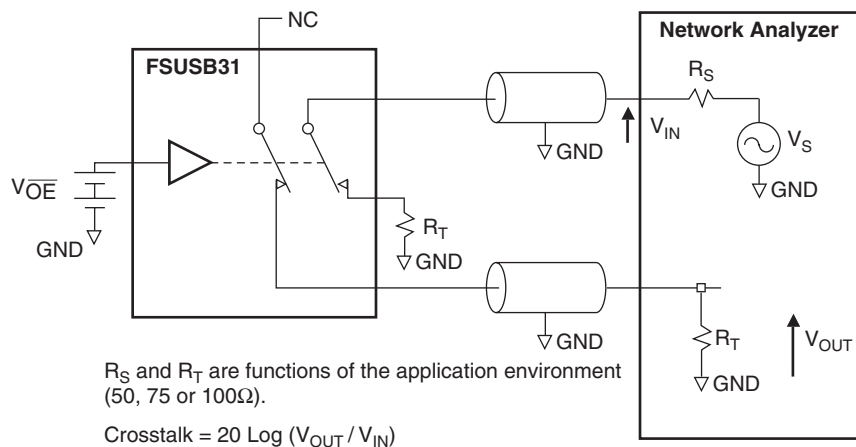 NC
Network Analyzer
FSUSB31
R_S
V_IN
V_S
GND
GND
V_OE̅
R_T
GND
GND
R_T
V_OUT
GND
GND
R_S and R_T are functions of the application environment
(50, 75 or 100Ω).
Crosstalk = 20 Log (V_OUT / V_IN)